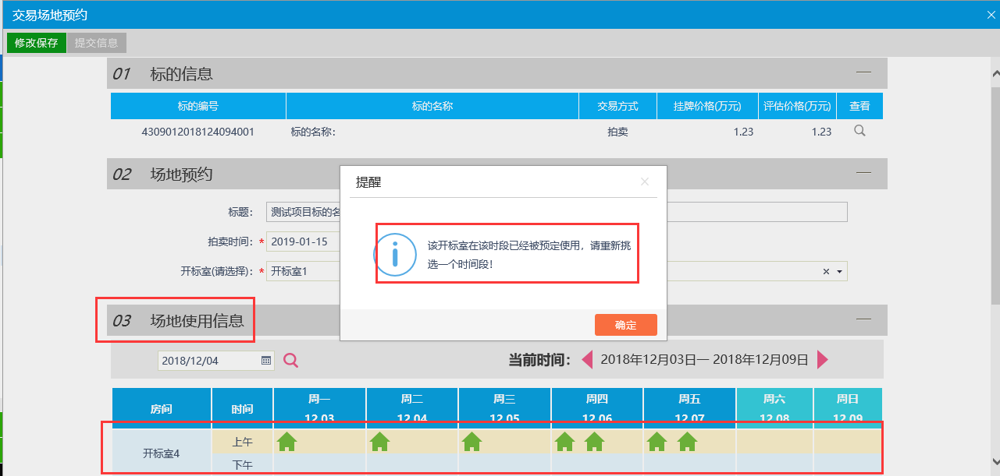 交易场地预约
修改保存 提交信息
01 标的信息
标的编号 标的名称 交易方式 挂牌价格(万元) 评估价格(万元) 查看
4309012018124094001 标的名称： 拍卖 1.23 1.23
02 场地预约
标题： 测试项目标的名
拍卖时间：* 2019-01-15
开标室(请选择)：* 开标室1
提醒
该开标室在该时段已经被预定使用，请重新挑
选一个时间段！
确定
03 场地使用信息
2018/12/04 当前时间： 2018年12月03日— 2018年12月09日
房间 时间 周一 周二 周三 周四 周五 周六 周日
12.03 12.04 12.05 12.06 12.07 12.08 12.09
开标室4 上午
下午